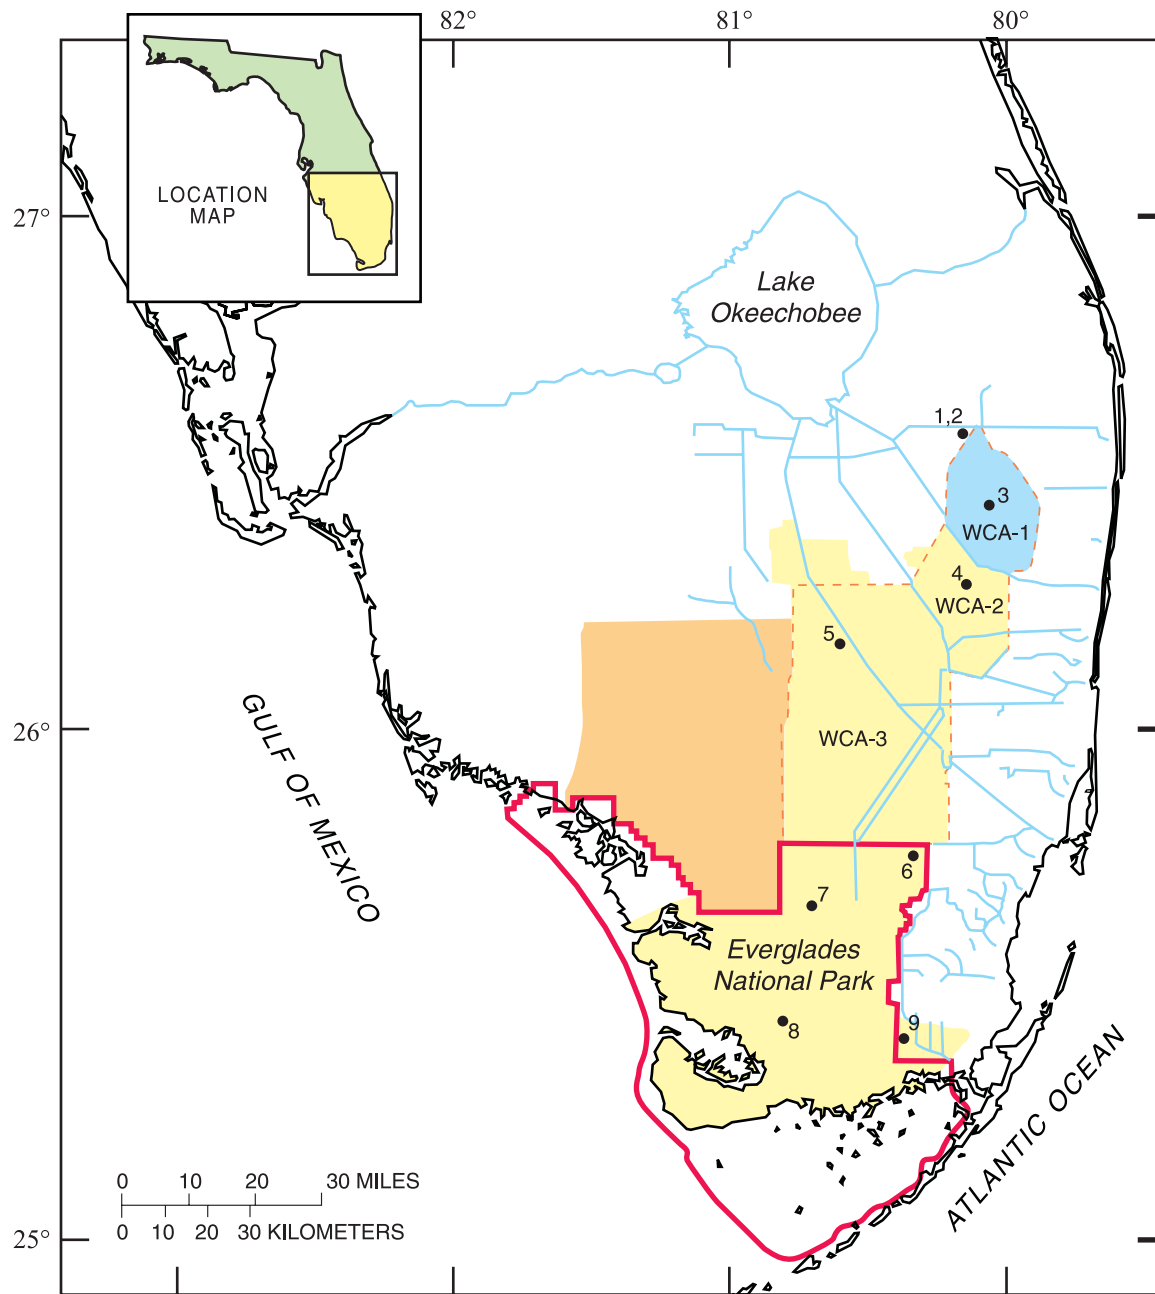 82°
81°
80°
LOCATION
MAP
27°
Lake
Okeechobee
1,2
3
WCA-1
4
WCA-2
5
26°
WCA-3
GULF OF MEXICO
6
7
Everglades
National Park
8
9
ATLANTIC OCEAN
0 10 20 30 MILES
0 10 20 30 KILOMETERS
25°